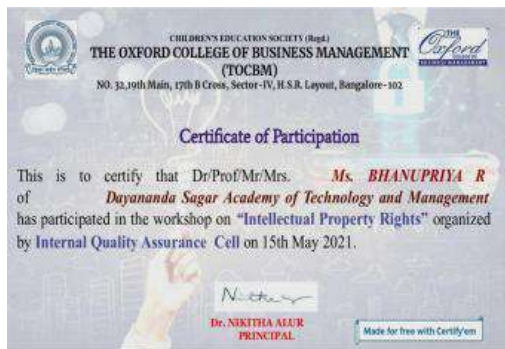 CHILDREN'S EDUCATION SOCIETY (Regd.)
THE OXFORD COLLEGE OF BUSINESS MANAGEMENT
(TOCBM)
NO. 32,19th Main, 17th B Cross, Sector-IV, H.S.R. Layout, Bangalore-102
THE
Oxford
Certificate of Participation
This is to certify that Dr/Prof/Mr/Mrs. Ms. BHANUPRIYA R
of Dayananda Sagar Academy of Technology and Management
has participated in the workshop on "Intellectual Property Rights" organized
by Internal Quality Assurance Cell on 15th May 2021.
Dr. NIKITHA ALUR
PRINCIPAL
Made for free with Certify'em